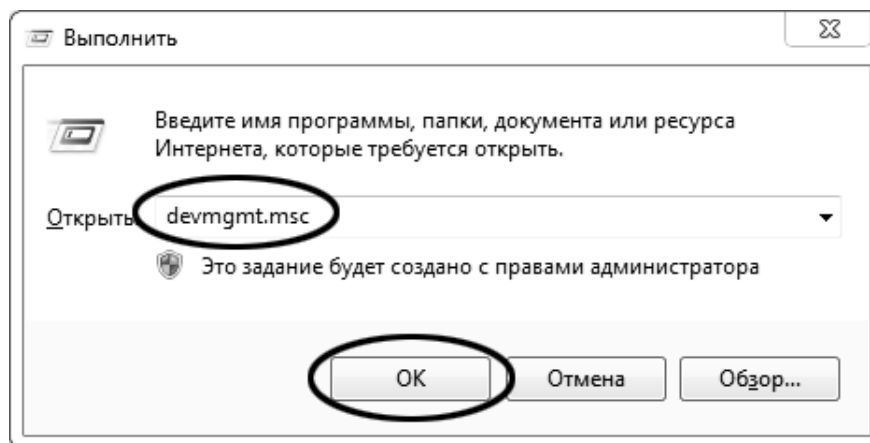 Выполнить
Введите имя программы, папки, документа или ресурса
Интернета, которые требуется открыть.
Открыть devmgmt.msc
Это задание будет создано с правами администратора
OK Отмена Обзор...